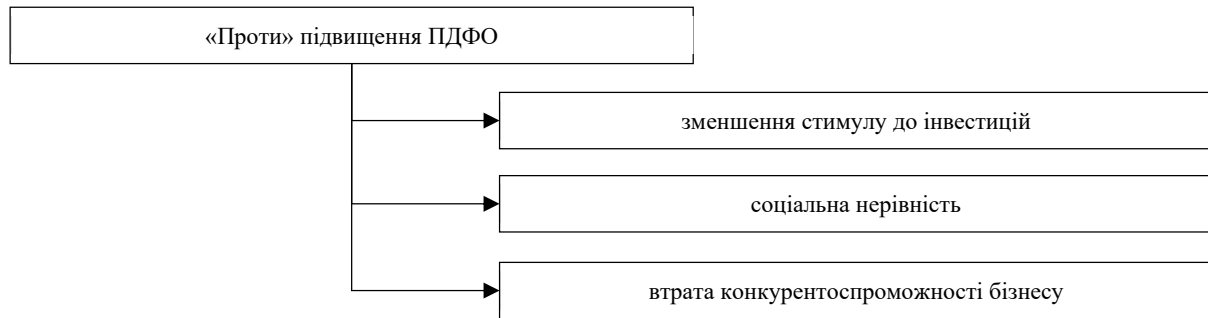 «Проти» підвищення ПДФО
зменшення стимулу до інвестицій
соціальна нерівність
втрата конкурентоспроможності бізнесу